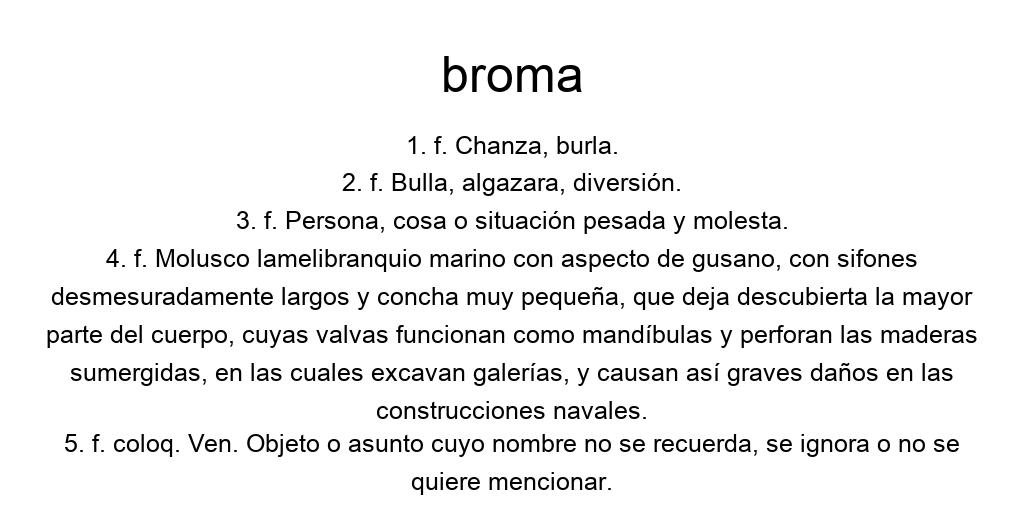 broma
1. f. Chanza, burla.
2. f. Bulla, algazara, diversión.
3. f. Persona, cosa o situación pesada y molesta.
4. f. Molusco lamelibranquio marino con aspecto de gusano, con sifones
desmesuradamente largos y concha muy pequeña, que deja descubierta la mayor
parte del cuerpo, cuyas valvas funcionan como mandíbulas y perforan las maderas
sumergidas, en las cuales excavan galerías, y causan así graves daños en las
construcciones navales.
5. f. coloq. Ven. Objeto o asunto cuyo nombre no se recuerda, se ignora o no se
quiere mencionar.